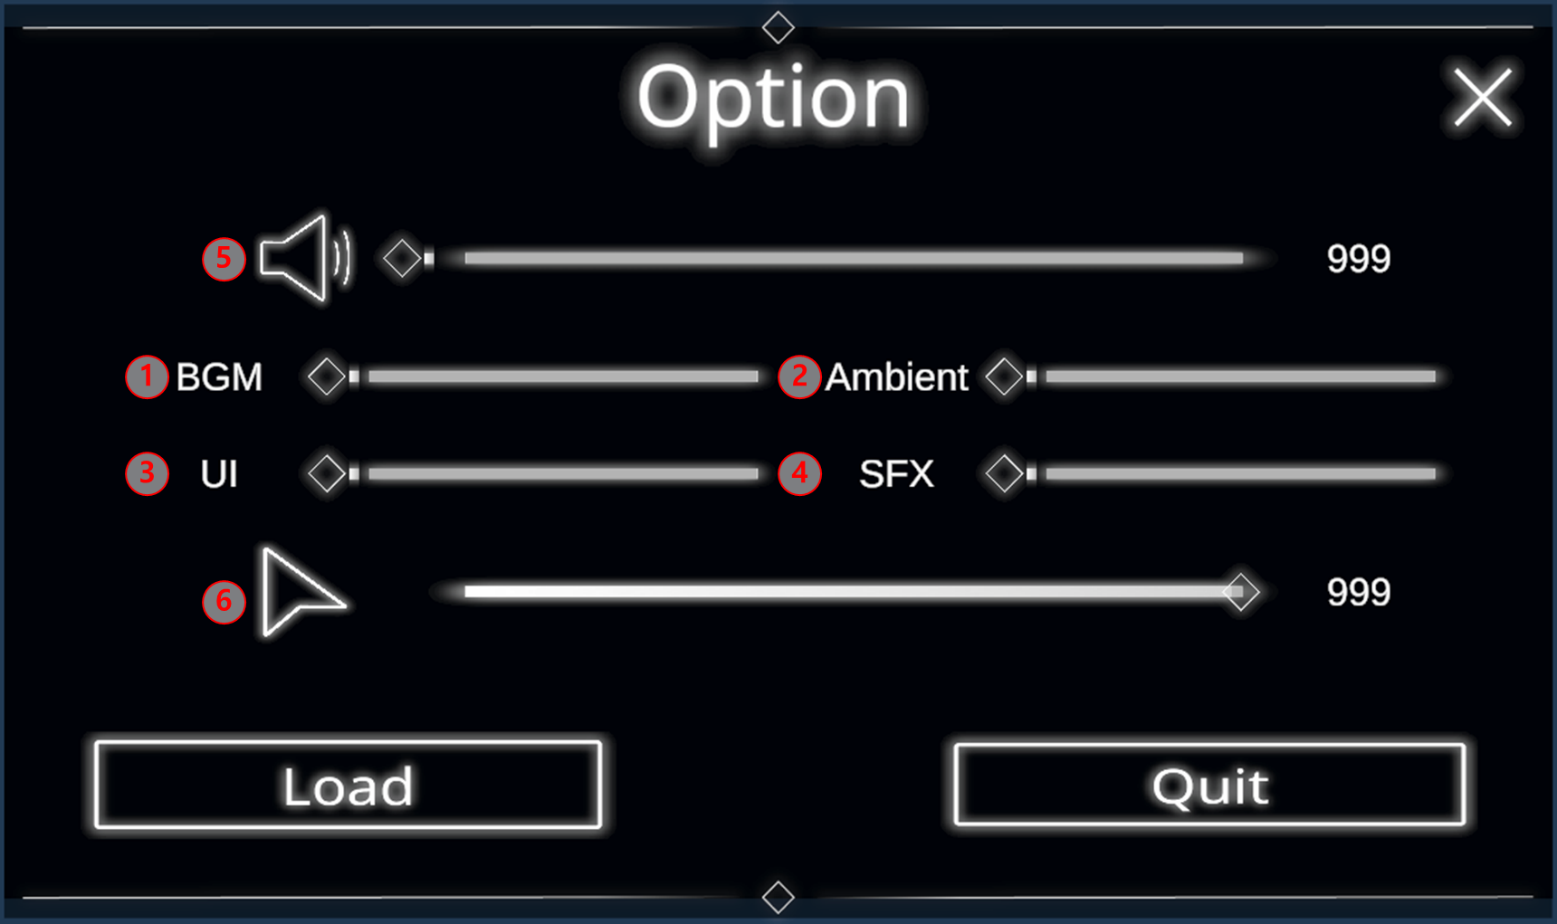 Option
5 999
1 BGM 2 Ambient
3 UI 4 SFX
6 999
Load Quit